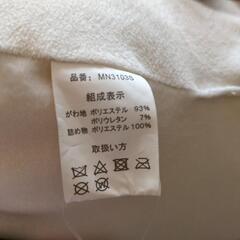 品番: MN3103S
組成表示
がわ地 ポリエステル 93%
ポリウレタン 7%
詰め物 ポリエステル 100%
取扱い方